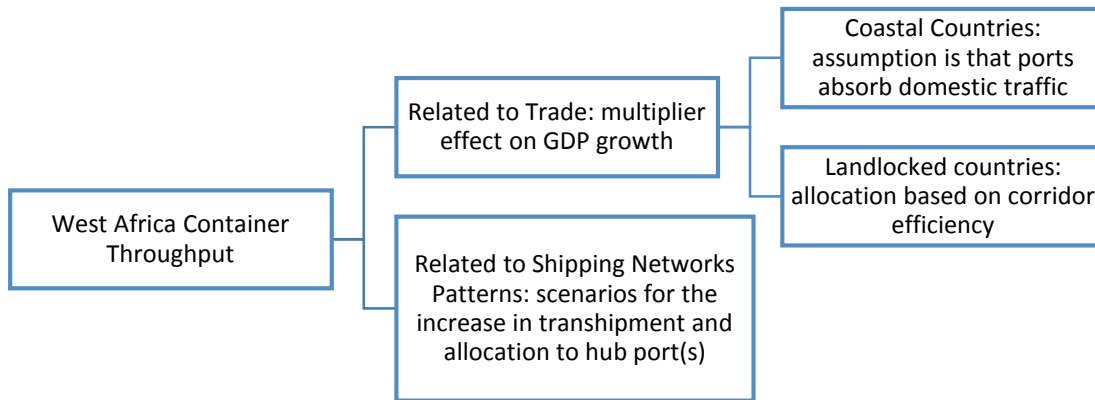 West Africa Container
Throughput
Related to Trade: multiplier
effect on GDP growth
Coastal Countries:
assumption is that ports
absorb domestic traffic
Landlocked countries:
allocation based on corridor
efficiency
Related to Shipping Networks
Patterns: scenarios for the
increase in transhipment and
allocation to hub port(s)